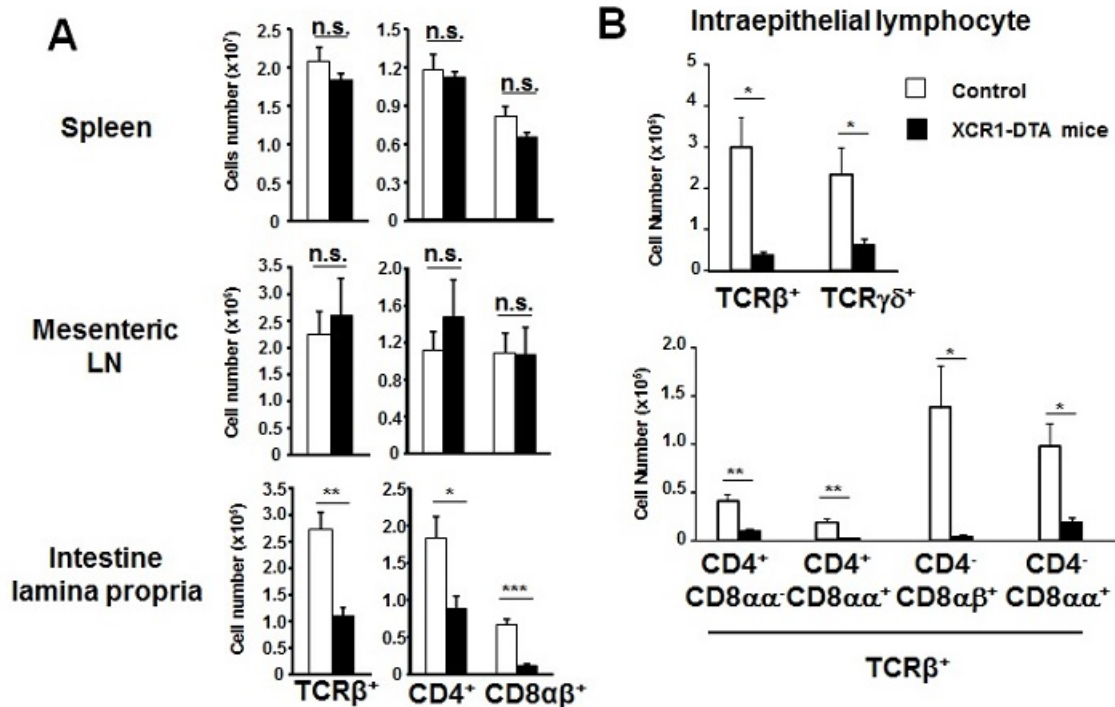 A
Spleen
Cells number (x10⁷)
2.5
2.0
1.5
1.0
0.5
0
n.s.
1.5
1.2
0.9
0.6
0.3
0
n.s.
n.s.
Mesenteric
LN
Cell number (x10⁶)
3.5
3.0
2.5
2.0
1.5
1.0
0.5
0
n.s.
2.0
1.6
1.2
0.8
0.4
0
n.s.
n.s.
Intestine
lamina propria
Cell number (x10⁶)
3.5
3.0
2.5
2.0
1.5
1.0
0.5
0
**
2.5
2.0
1.5
1.0
0.5
0
*
***
TCRβ⁺
CD4⁺
CD8αβ⁺
B
Intraepithelial lymphocyte
Cell Number (x10⁶)
5
4
3
2
1
0
*
*
TCRβ⁺
TCRγδ⁺
Control
XCR1-DTA mice
Cell Number (x10⁶)
2.0
1.5
1.0
0.5
0
**
**
*
*
CD4⁺ CD4⁺ CD4⁻ CD4⁻
CD8αα⁻ CD8αα⁺ CD8αβ⁺ CD8αα⁺
TCRβ⁺